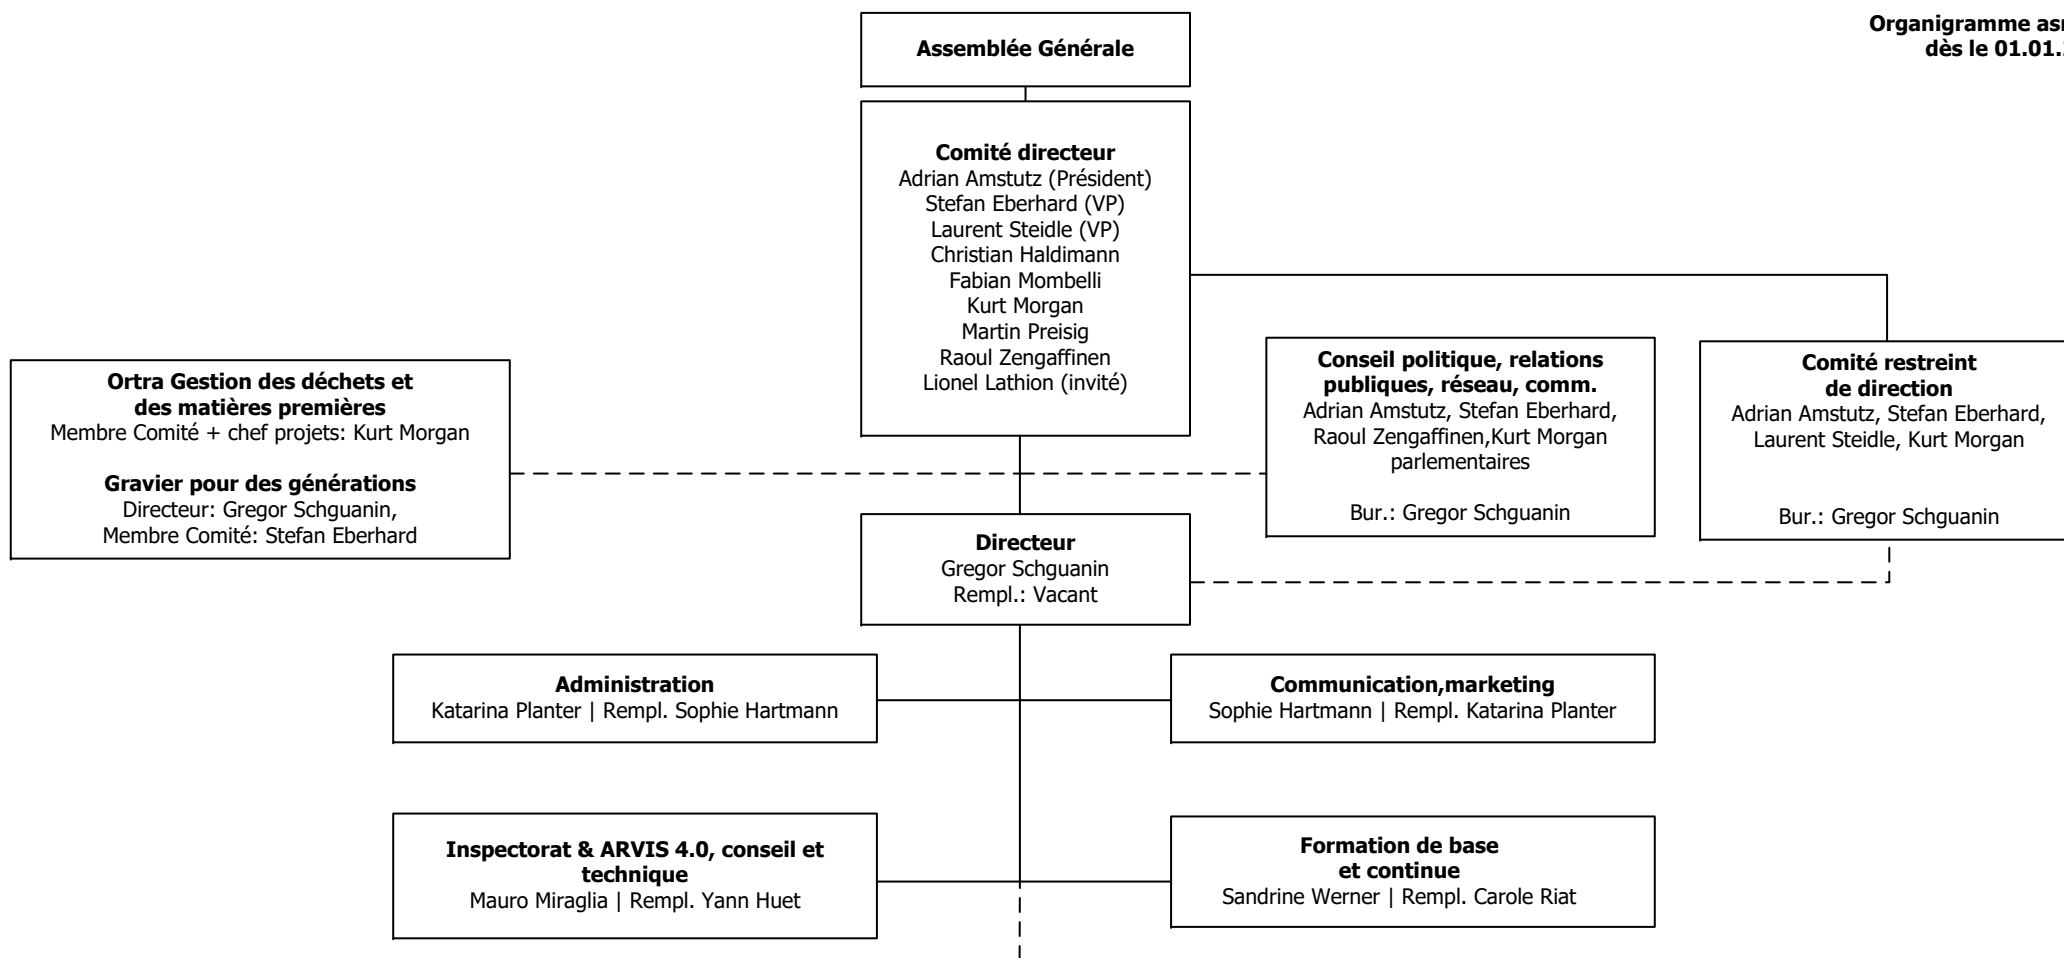 Organigramme
dès le 01.01.
Assemblée Générale
Comité directeur
Adrian Amstutz (Président)
Stefan Eberhard (VP)
Laurent Steidle (VP)
Christian Haldimann
Fabian Mombelli
Kurt Morgan
Martin Preisig
Raoul Zengaffinen
Lionel Lathion (invité)
Ortra Gestion des déchets et
des matières premières
Membre Comité + chef projets: Kurt Morgan
Gravier pour des générations
Directeur: Gregor Schguanin,
Membre Comité: Stefan Eberhard
Conseil politique, relations
publiques, réseau, comm.
Adrian Amstutz, Stefan Eberhard,
Raoul Zengaffinen,Kurt Morgan
parlementaires
Bur.: Gregor Schguanin
Comité restreint
de direction
Adrian Amstutz, Stefan Eberhard,
Laurent Steidle, Kurt Morgan
Bur.: Gregor Schguanin
Directeur
Gregor Schguanin
Rempl.: Vacant
Administration
Katarina Planter | Rempl. Sophie Hartmann
Communication,marketing
Sophie Hartmann | Rempl. Katarina Planter
Inspectorat & ARVIS 4.0, conseil et
technique
Mauro Miraglia | Rempl. Yann Huet
Formation de base
et continue
Sandrine Werner | Rempl. Carole Riat